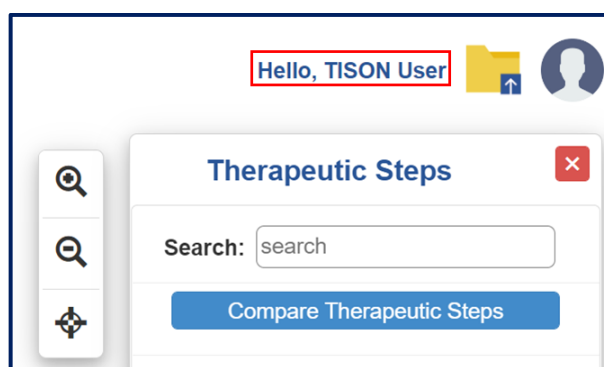 Hello, TISON User
Therapeutic Steps
Search: search
Compare Therapeutic Steps